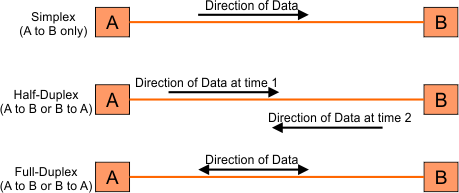 Simplex
(A to B only)
A
Direction of Data
B
Half-Duplex
(A to B or B to A)
A
Direction of Data at time 1
Direction of Data at time 2
B
Full-Duplex
(A to B or B to A)
A
Direction of Data
B